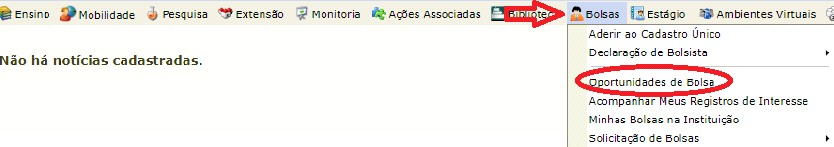 Ensino Mobilidade Pesquisa Extensão Monitoria Ações Associadas Bibliotec Bolsas Estágio Ambientes Virtuais
Aderir ao Cadastro Único
Declaração de Bolsista
Não há notícias cadastradas.
Oportunidades de Bolsa
Acompanhar Meus Registros de Interesse
Minhas Bolsas na Instituição
Solicitação de Bolsas